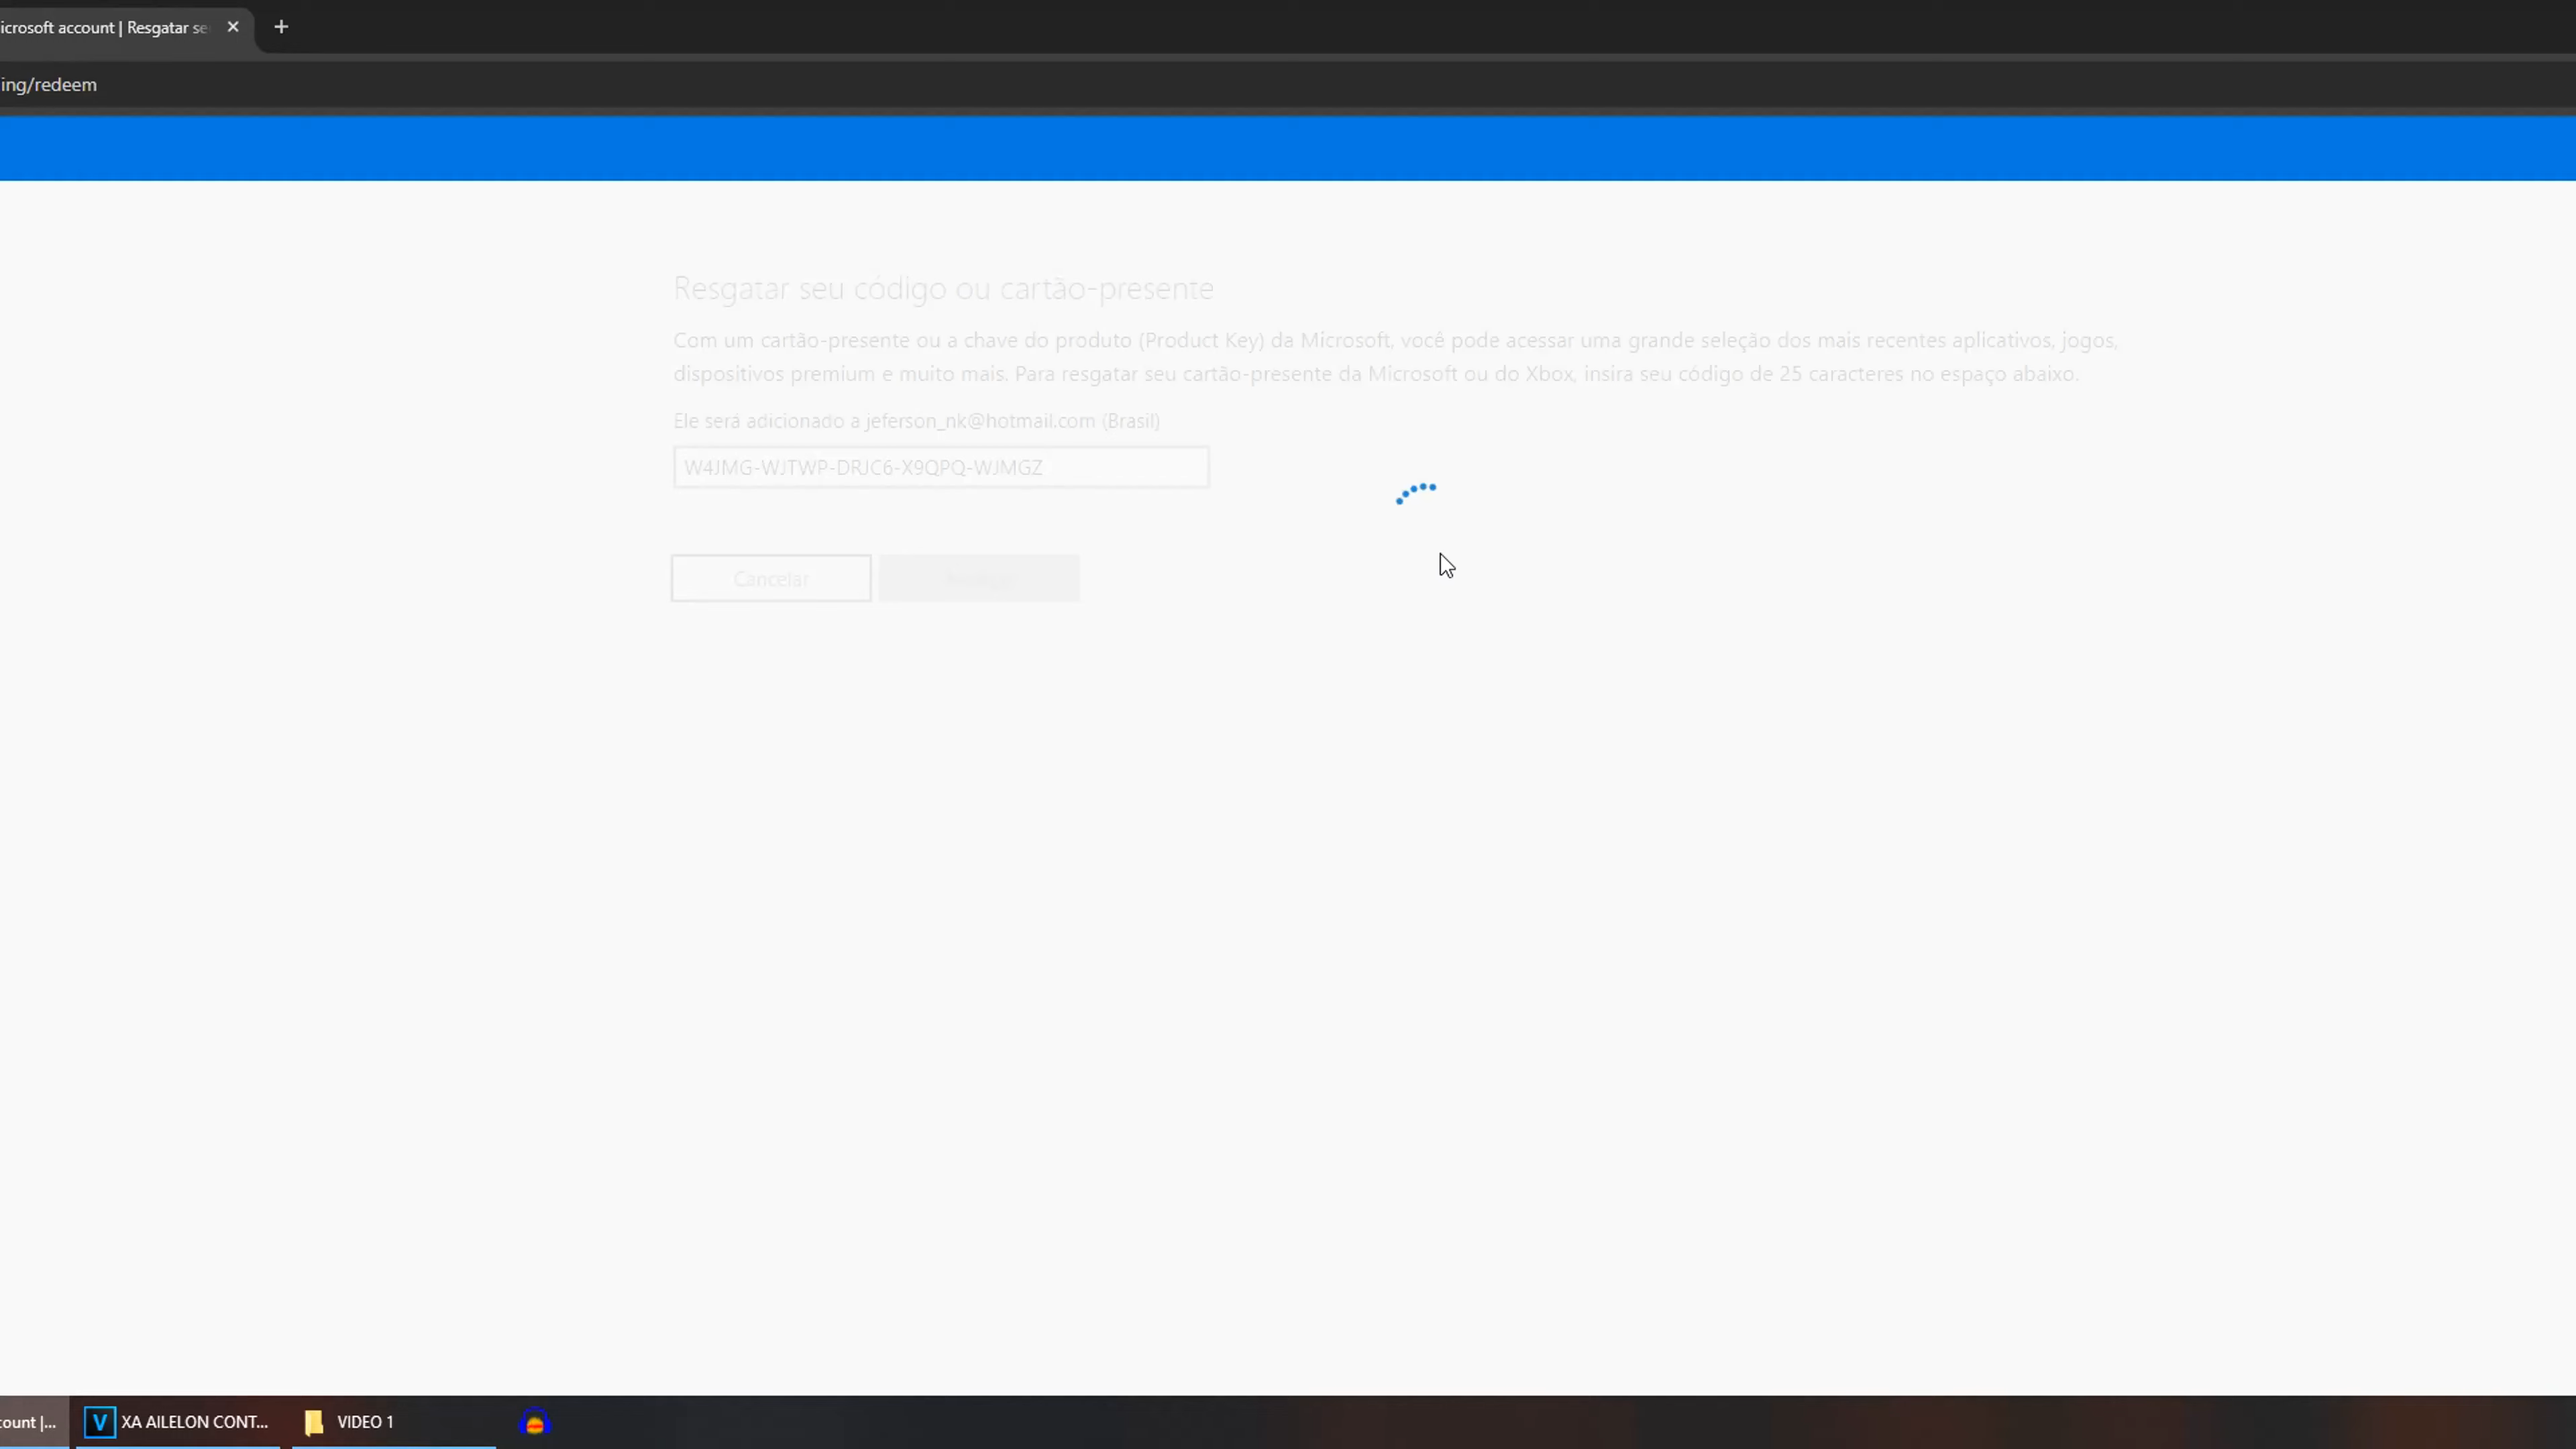 icrosoft account | Resgatar se
ing/redeem
Resgatar seu código ou cartão-presente
Com um cartão-presente ou a chave do produto (Product Key) da Microsoft, você pode acessar uma grande seleção dos mais recentes aplicativos, jogos,
dispositivos premium e muito mais. Para resgatar seu cartão-presente da Microsoft ou do Xbox, insira seu código de 25 caracteres no espaço abaixo.
Ele será adicionado a jeferson_nk@hotmail.com (Brasil)
W4JMG-WJTWP-DRJC6-X9QPQ-WJMGZ
Cancelar
count |... V XA AILELON CONT... VIDEO 1